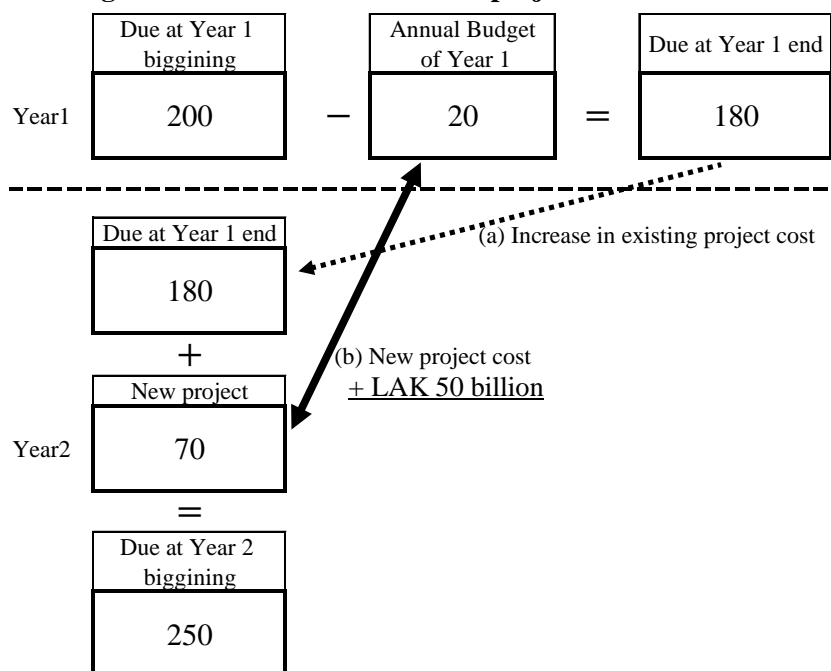 Due at Year 1
biggining
Annual Budget
of Year 1
Due at Year 1 end
Year1
200
−
20
=
180
Due at Year 1 end
(a) Increase in existing project cost
180
+
(b) New project cost
+ LAK 50 billion
New project
Year2
70
=
Due at Year 2
biggining
250